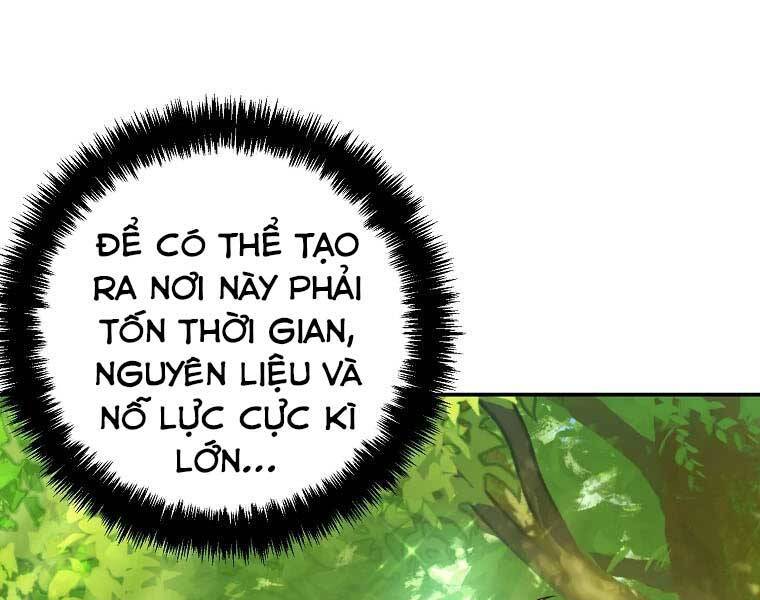 ĐỂ CÓ THỂ TẠO
RA NƠI NÀY PHẢI
TỐN THỜI GIAN,
NGUYÊN LIỆU VÀ
NỖ LỰC CỰC KÌ
LỚN...